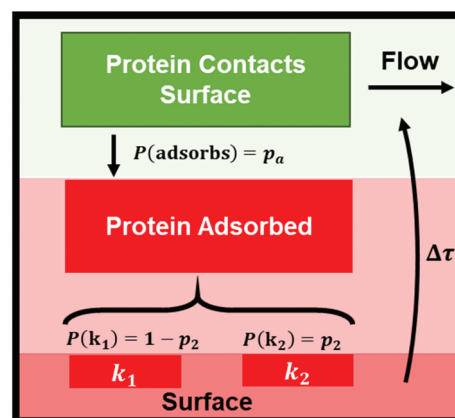 Protein Contacts
Surface
Flow
P(adsorbs) = pₐ
Protein Adsorbed
Δτ
P(k₁) = 1 − p₂
P(k₂) = p₂
k₁
k₂
Surface